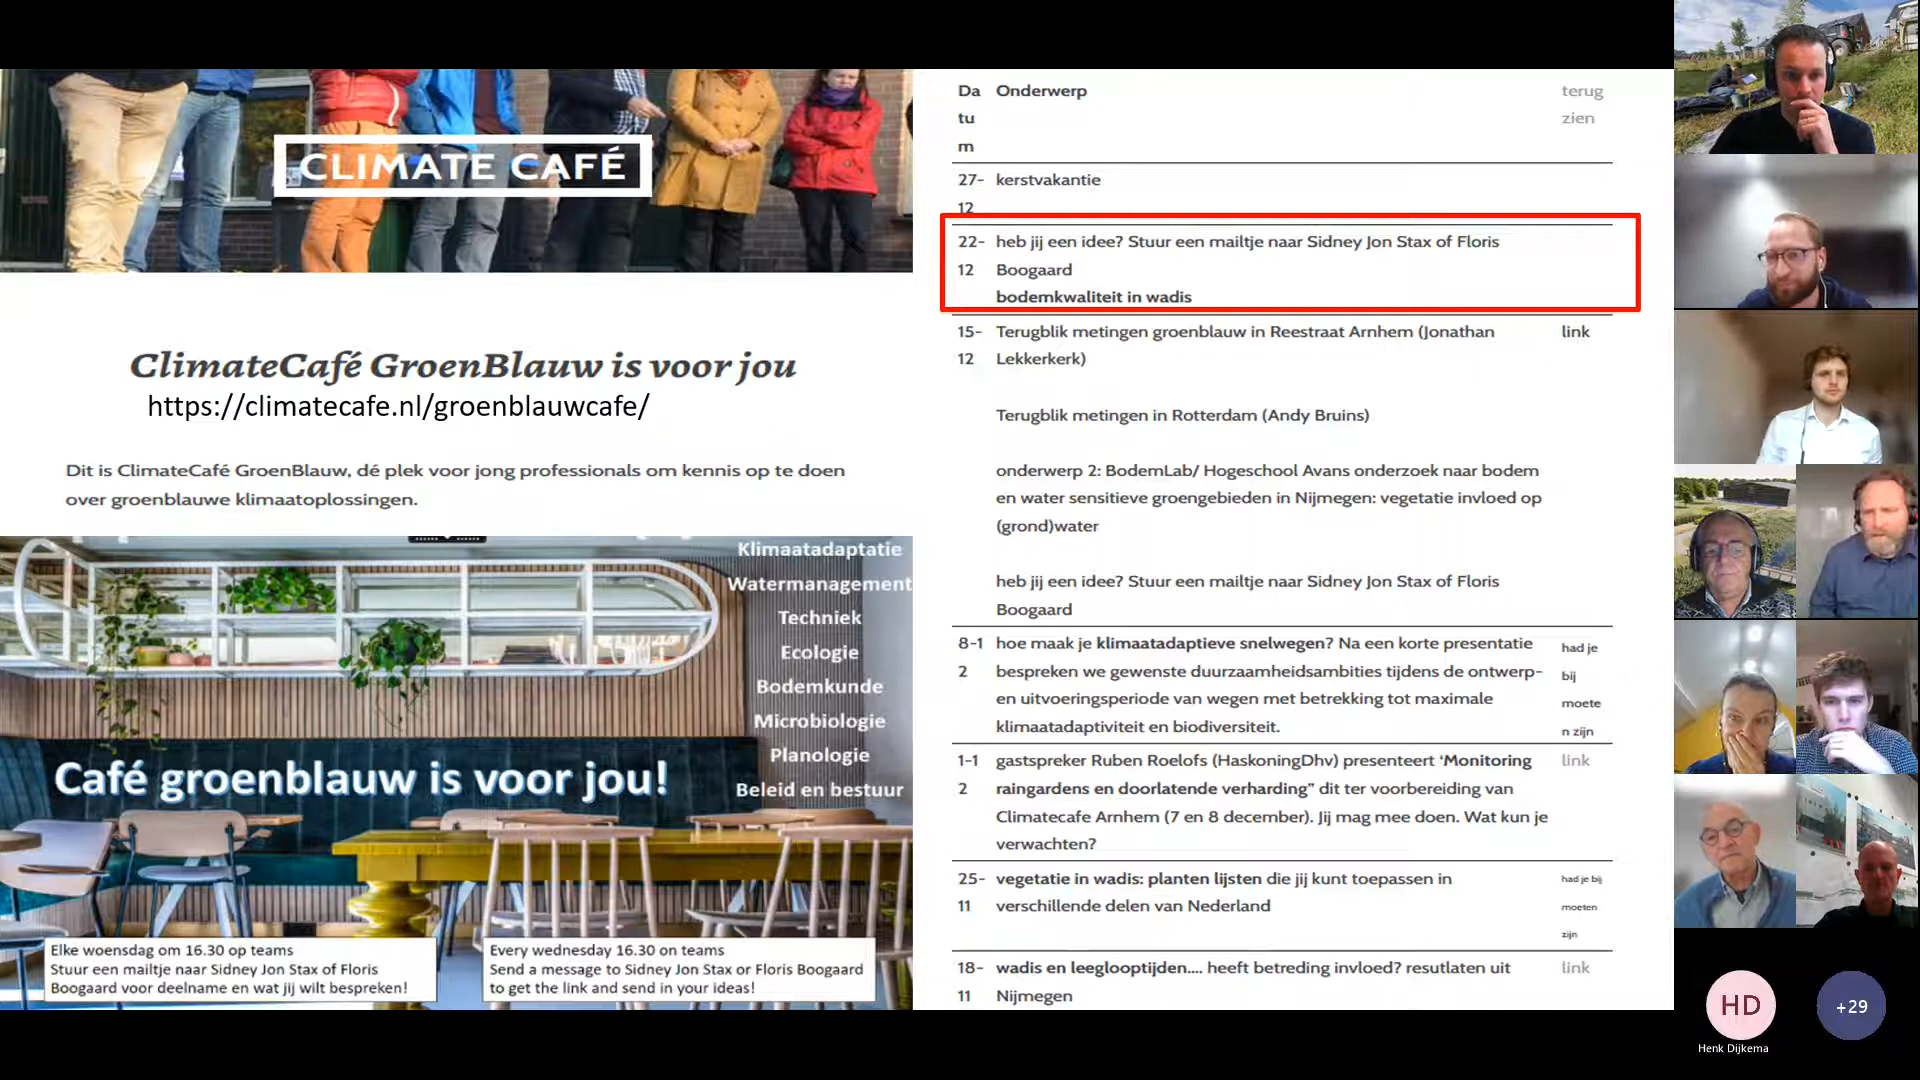 CLIMATE CAFÉ
ClimateCafé GroenBlauw is voor jou
https://climatecafe.nl/groenblauwcafe/
Dit is ClimateCafé GroenBlauw, dé plek voor jong professionals om kennis op te doen
over groenblauwe klimaatoplossingen.
Klimaatadaptatie
Watermanagement
Techniek
Ecologie
Bodemkunde
Microbiologie
Planologie
Beleid en bestuur
Café groenblauw is voor jou!
Elke woensdag om 16.30 op teams
Stuur een mailtje naar Sidney Jon Stax of Floris
Boogaard voor deelname en wat jij wilt bespreken!
Every wednesday 16.30 on teams
Send a message to Sidney Jon Stax or Floris Boogaard
to get the link and send in your ideas!
Da Onderwerp terug
tu zien
m
27- kerstvakantie
12
22- heb jij een idee? Stuur een mailtje naar Sidney Jon Stax of Floris
12 Boogaard
bodemkwaliteit in wadis
15- Terugblik metingen groenblauw in Reestraat Arnhem (Jonathan link
12 Lekkerkerk)
Terugblik metingen in Rotterdam (Andy Bruins)
onderwerp 2: BodemLab/ Hogeschool Avans onderzoek naar bodem
en water sensitieve groengebieden in Nijmegen: vegetatie invloed op
(grond)water
heb jij een idee? Stuur een mailtje naar Sidney Jon Stax of Floris
Boogaard
8-1 hoe maak je klimaatadaptieve snelwegen? Na een korte presentatie had je
2 bespreken we gewenste duurzaamheidsambities tijdens de ontwerp- bij
en uitvoeringsperiode van wegen met betrekking tot maximale moete
klimaatadaptiviteit en biodiversiteit. n zijn
1-1 gastspreker Ruben Roelofs (HaskoningDhv) presenteert ‘Monitoring link
2 raingardens en doorlatende verharding” dit ter voorbereiding van
Climatecafe Arnhem (7 en 8 december). Jij mag mee doen. Wat kun je
verwachten?
25- vegetatie in wadis: planten lijsten die jij kunt toepassen in had je bij
11 verschillende delen van Nederland moeten
zijn
18- wadis en leeglooptijden.... heeft betreding invloed? resutlaten uit link
11 Nijmegen
HD
+29
Henk Dijkema